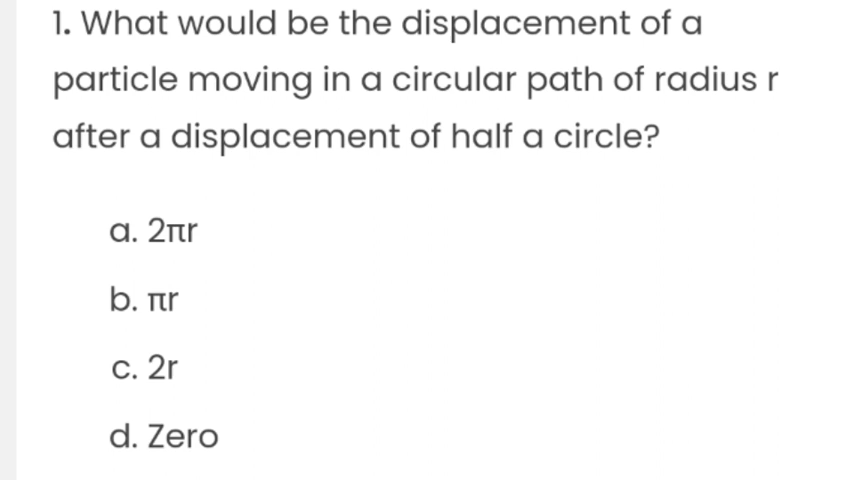 1. What would be the displacement of a
particle moving in a circular path of radius r
after a displacement of half a circle?
a. 2πr
b. πr
c. 2r
d. Zero